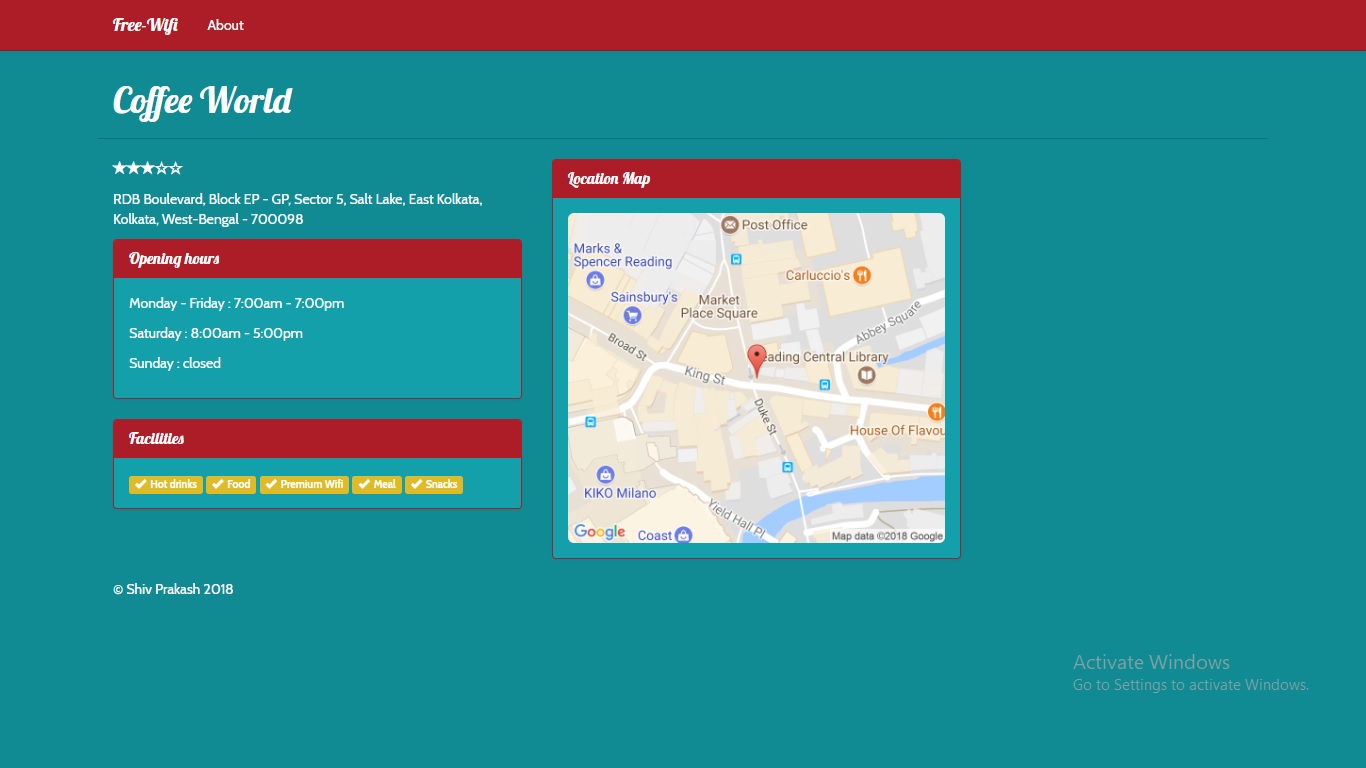 Free-Wifi About
Coffee World
RDB Boulevard, Block EP - GP, Sector 5, Salt Lake, East Kolkata,
Kolkata, West-Bengal - 700098
Opening hours
Monday - Friday : 7:00am - 7:00pm
Saturday : 8:00am - 5:00pm
Sunday : closed
Facilities
Hot drinks Food Premium Wifi Meal Snacks
Location Map
Post Office
Marks &
Spencer Reading
Carluccio's
Sainsbury's
Market
Place Square
Abbey Square
Broad St
eading Central Library
King St
Duke St
House Of Flavou
KIKO Milano
Yield Hall Pl
Google
Coast
Map data ©2018 Google
© Shiv Prakash 2018
Activate Windows
Go to Settings to activate Windows.